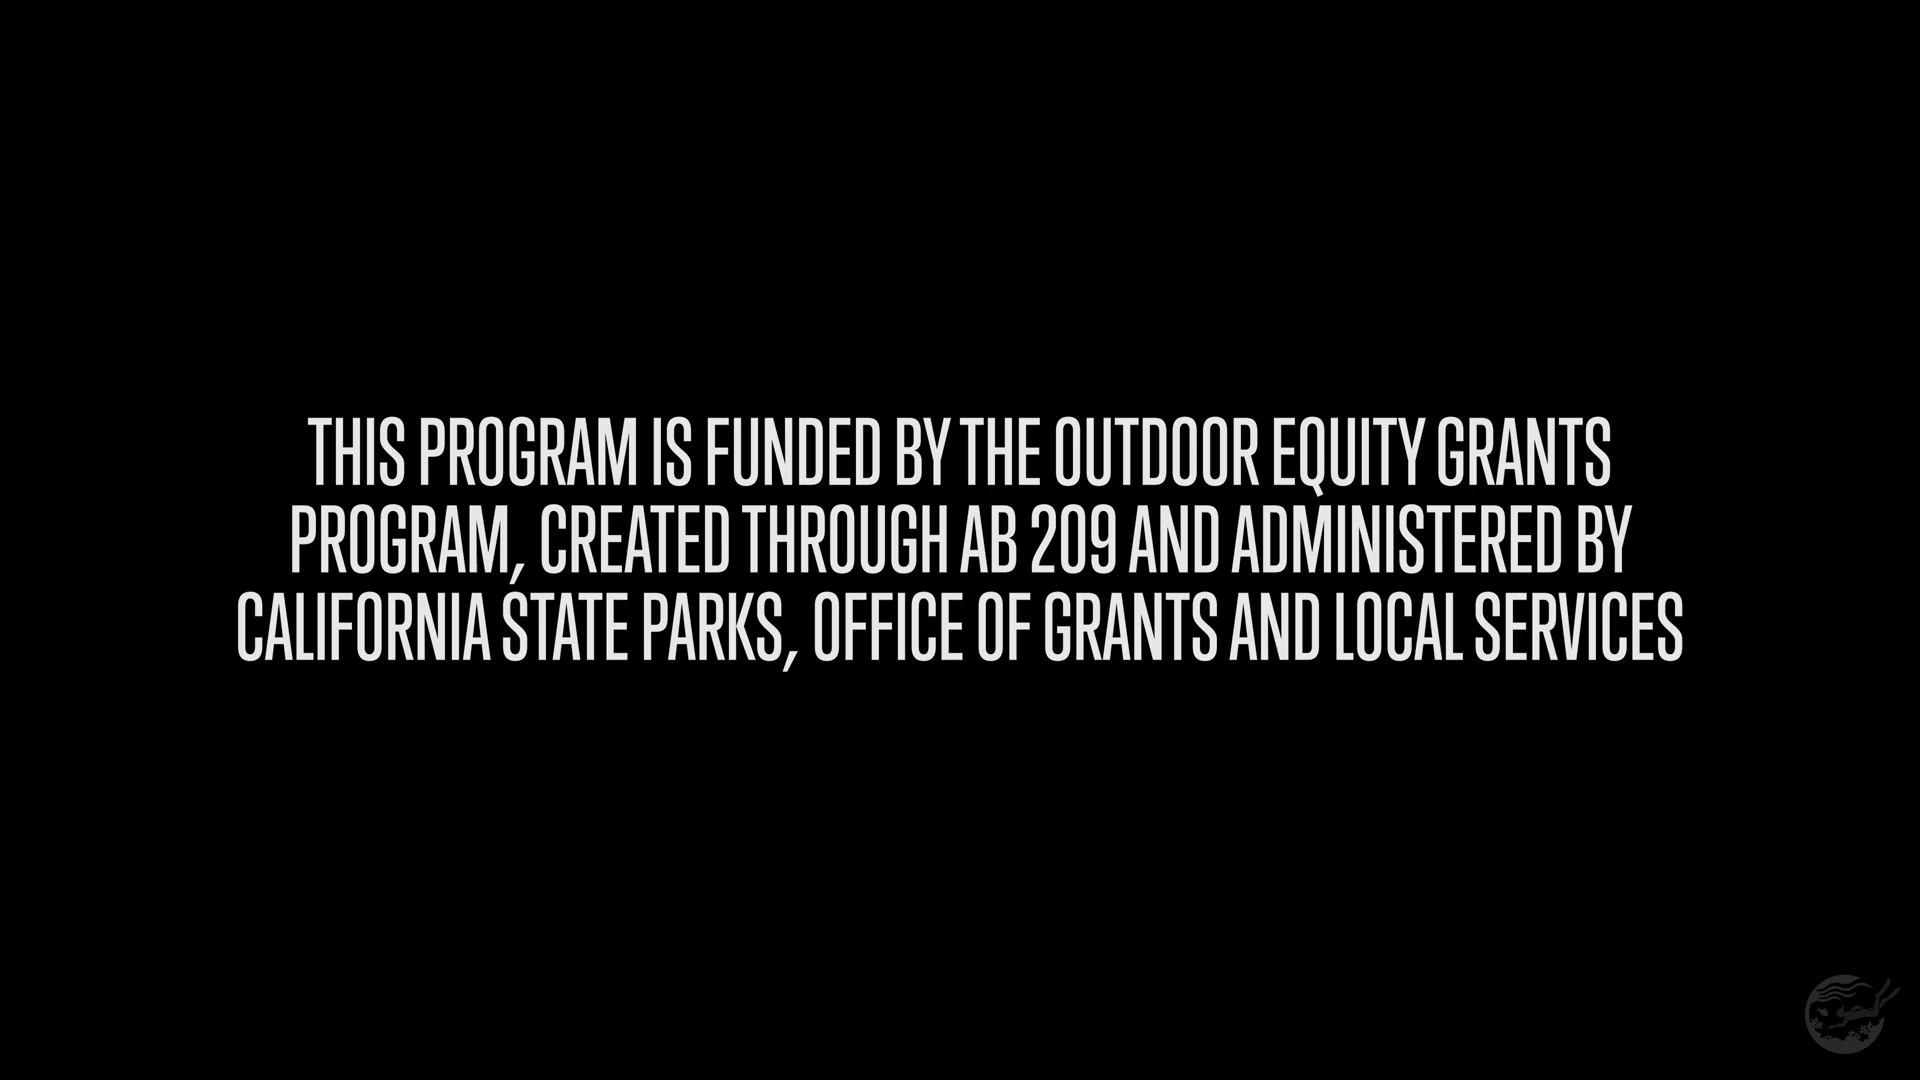 THIS PROGRAM IS FUNDED BY THE OUTDOOR EQUITY GRANTS
PROGRAM, CREATED THROUGH AB 209 AND ADMINISTERED BY
CALIFORNIA STATE PARKS, OFFICE OF GRANTS AND LOCAL SERVICES